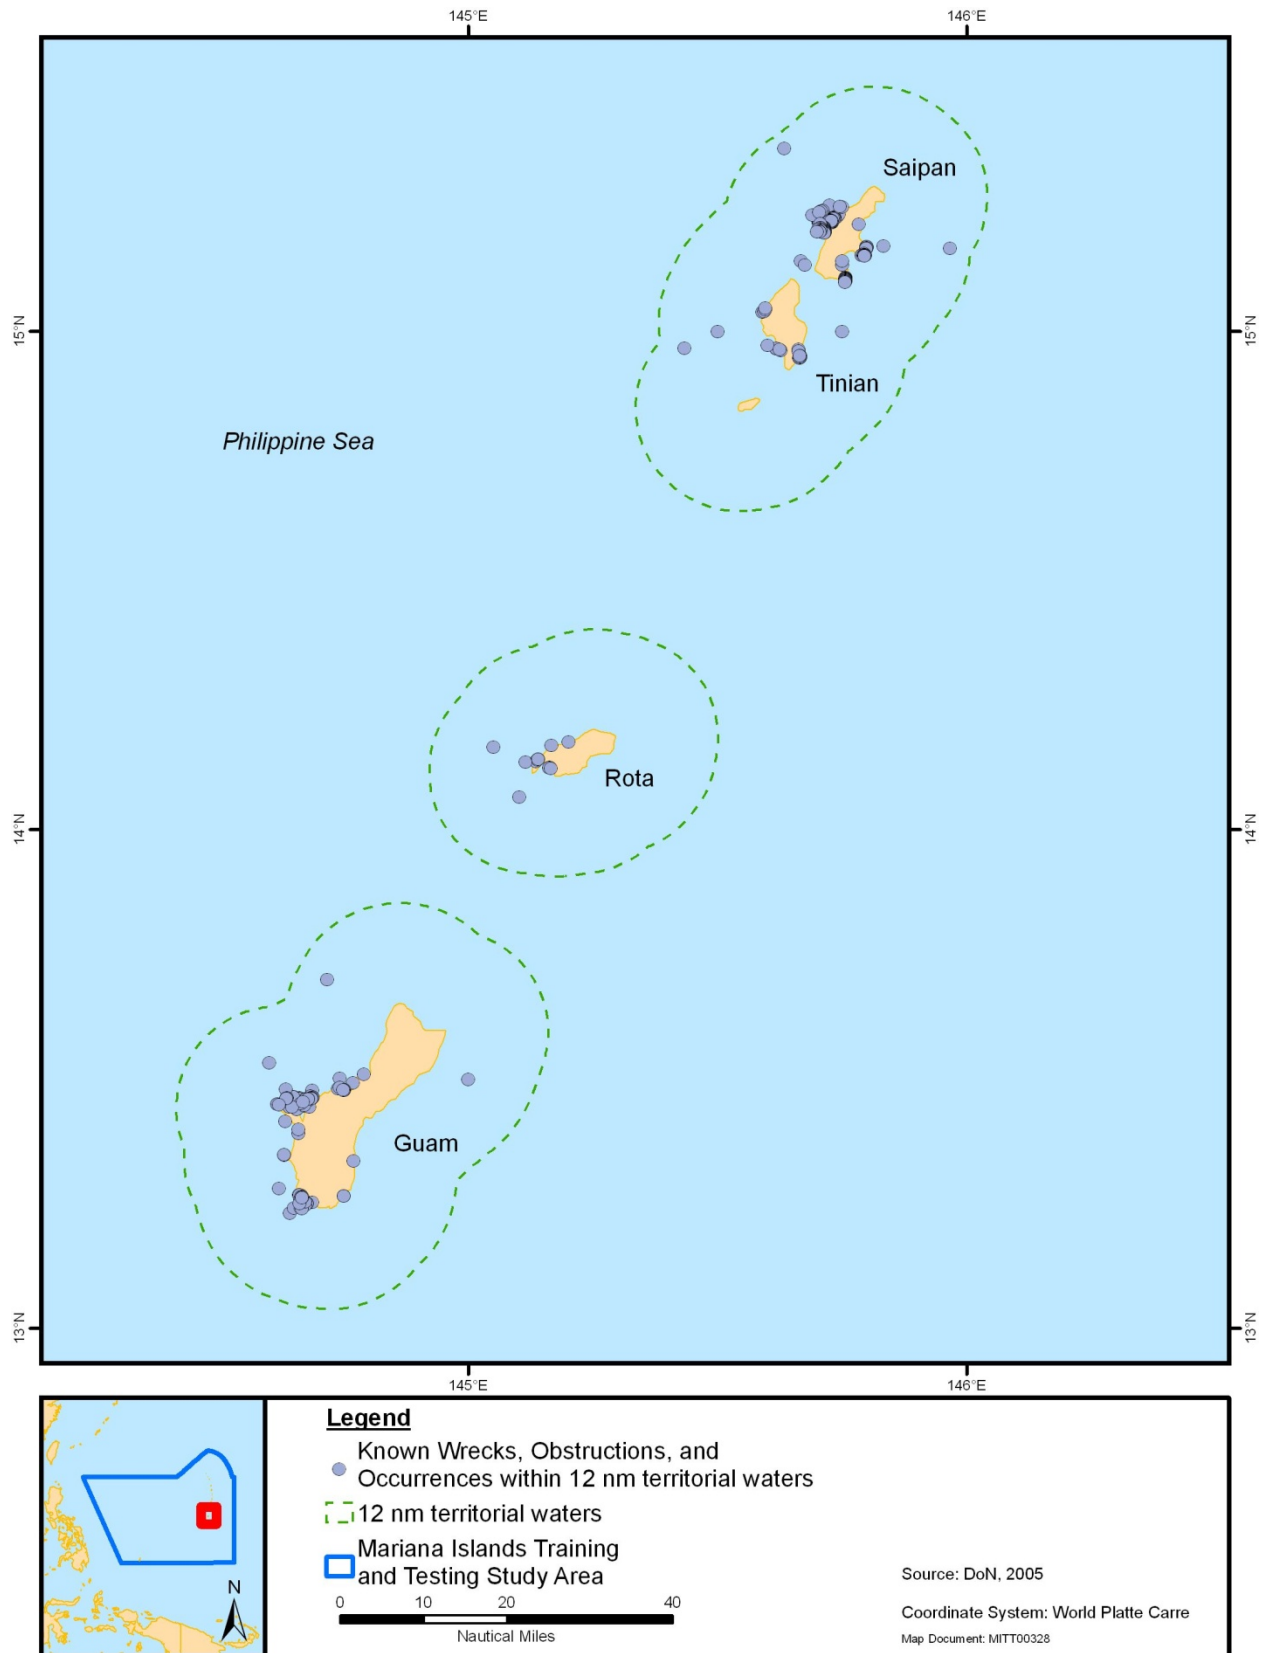 145°E 146°E
Saipan
15°N 15°N
Tinian
Philippine Sea
Rota
14°N 14°N
Guam
13°N 13°N
145°E 146°E
Legend
Known Wrecks, Obstructions, and
Occurrences within 12 nm territorial waters
12 nm territorial waters
Mariana Islands Training
and Testing Study Area
N
0 10 20 40
Nautical Miles
Source: DoN, 2005
Coordinate System: World Platte Carre
Map Document: MITT00328